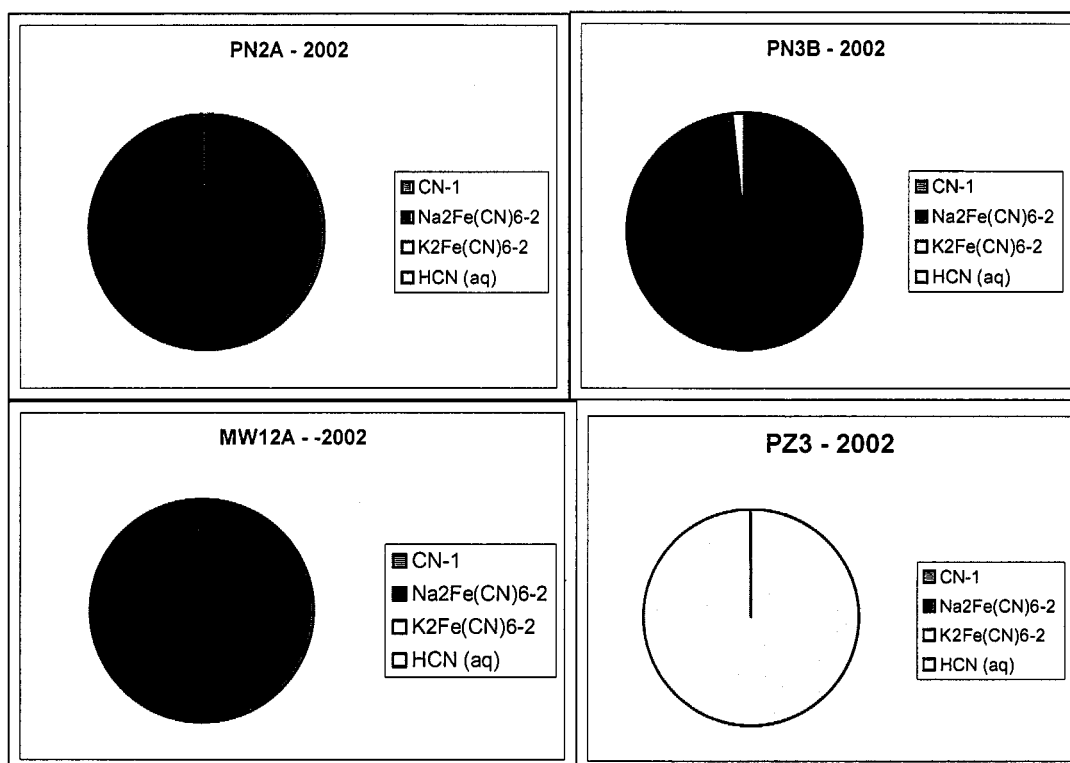 PN2A - 2002
CN-1
Na2Fe(CN)6-2
K2Fe(CN)6-2
HCN (aq)
PN3B - 2002
CN-1
Na2Fe(CN)6-2
K2Fe(CN)6-2
HCN (aq)
MW12A - -2002
CN-1
Na2Fe(CN)6-2
K2Fe(CN)6-2
HCN (aq)
PZ3 - 2002
CN-1
Na2Fe(CN)6-2
K2Fe(CN)6-2
HCN (aq)